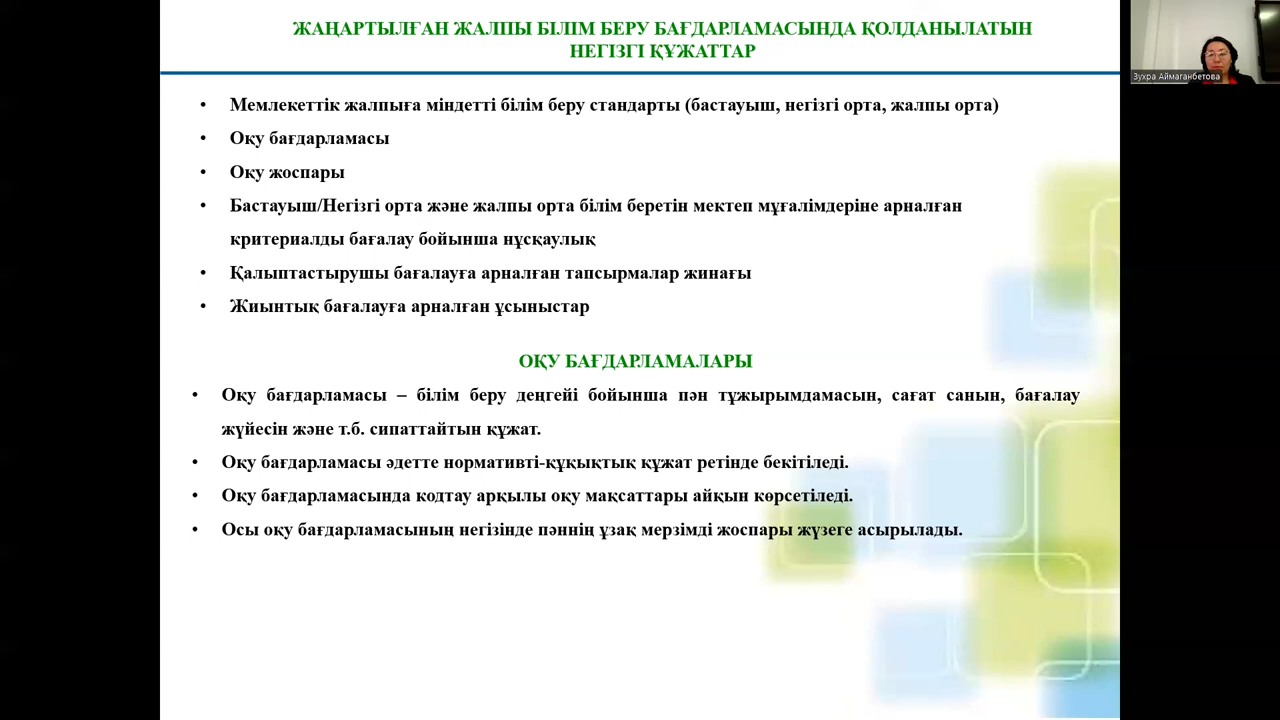 ЖАҢАРТЫЛҒАН ЖАЛПЫ БІЛІМ БЕРУ БАҒДАРЛАМАСЫНДА ҚОЛДАНЫЛАТЫН
НЕГІЗГІ ҚҰЖАТТАР
• Мемлекеттік жалпыға міндетті білім беру стандарты (бастауыш, негізгі орта, жалпы орта)
• Оқу бағдарламасы
• Оқу жоспары
• Бастауыш/Негізгі орта және жалпы орта білім беретін мектеп мұғалімдеріне арналған
критериалды бағалау бойынша нұсқаулық
• Қалыптастырушы бағалауға арналған тапсырмалар жинағы
• Жиынтық бағалауға арналған ұсыныстар
ОҚУ БАҒДАРЛАМАЛАРЫ
• Оқу бағдарламасы – білім беру деңгейі бойынша пән тұжырымдамасын, сағат санын, бағалау
жүйесін және т.б. сипаттайтын құжат.
• Оқу бағдарламасы әдетте нормативті-құқықтық құжат ретінде бекітіледі.
• Оқу бағдарламасында кодтау арқылы оқу мақсаттары айқын көрсетіледі.
• Осы оқу бағдарламасының негізінде пәннің ұзақ мерзімді жоспары жүзеге асырылады.
Зухра Аймаганбетова